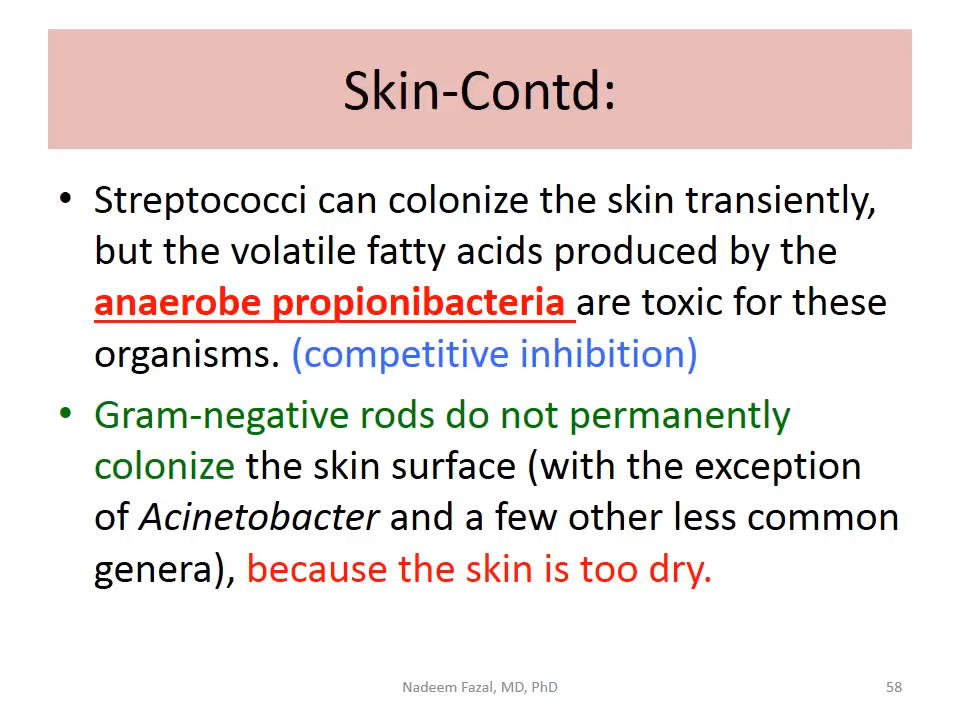 Skin-Contd:
• Streptococci can colonize the skin transiently,
but the volatile fatty acids produced by the
anaerobe propionibacteria are toxic for these
organisms. (competitive inhibition)
• Gram-negative rods do not permanently
colonize the skin surface (with the exception
of Acinetobacter and a few other less common
genera), because the skin is too dry.
Nadeem Fazal, MD, PhD
58